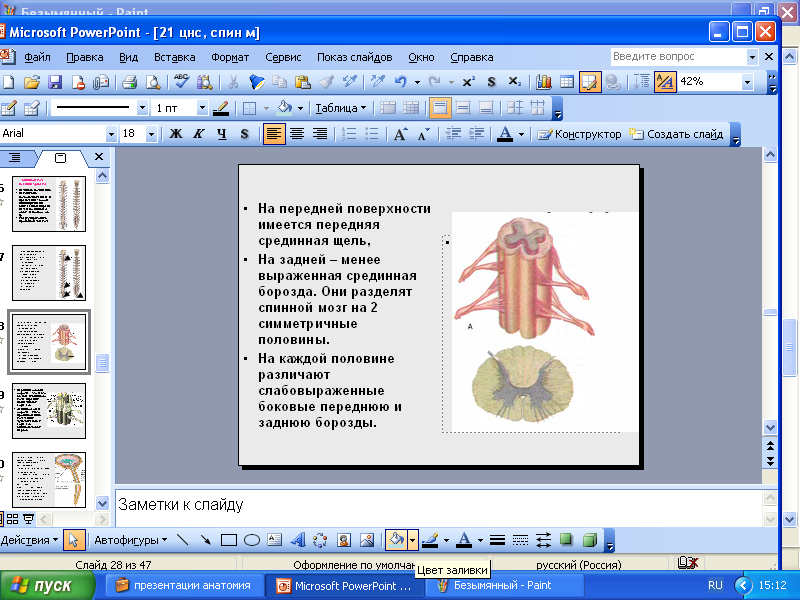 Безымянный - Paint
Microsoft PowerPoint - [21 цнс, спин м]
Файл Правка Вид Вставка Формат Сервис Показ слайдов Окно Справка
Введите вопрос
42%
1 пт
Таблица
Arial 18 Ж К Ч S Конструктор Создать слайд
• На передней поверхности
имеется передняя
срединная щель,
• На задней – менее
выраженная срединная
борозда. Они разделят
спинной мозг на 2
симметричные
половины.
• На каждой половине
различают
слабовыраженные
боковые переднюю и
заднюю борозды.
А
Заметки к слайду
Действия Автофигуры
Слайд 28 из 47 Оформление по умолча русский (Россия)
Цвет заливки
пуск презентации анатомия Microsoft PowerPoint ... Безымянный - Paint RU 15:12